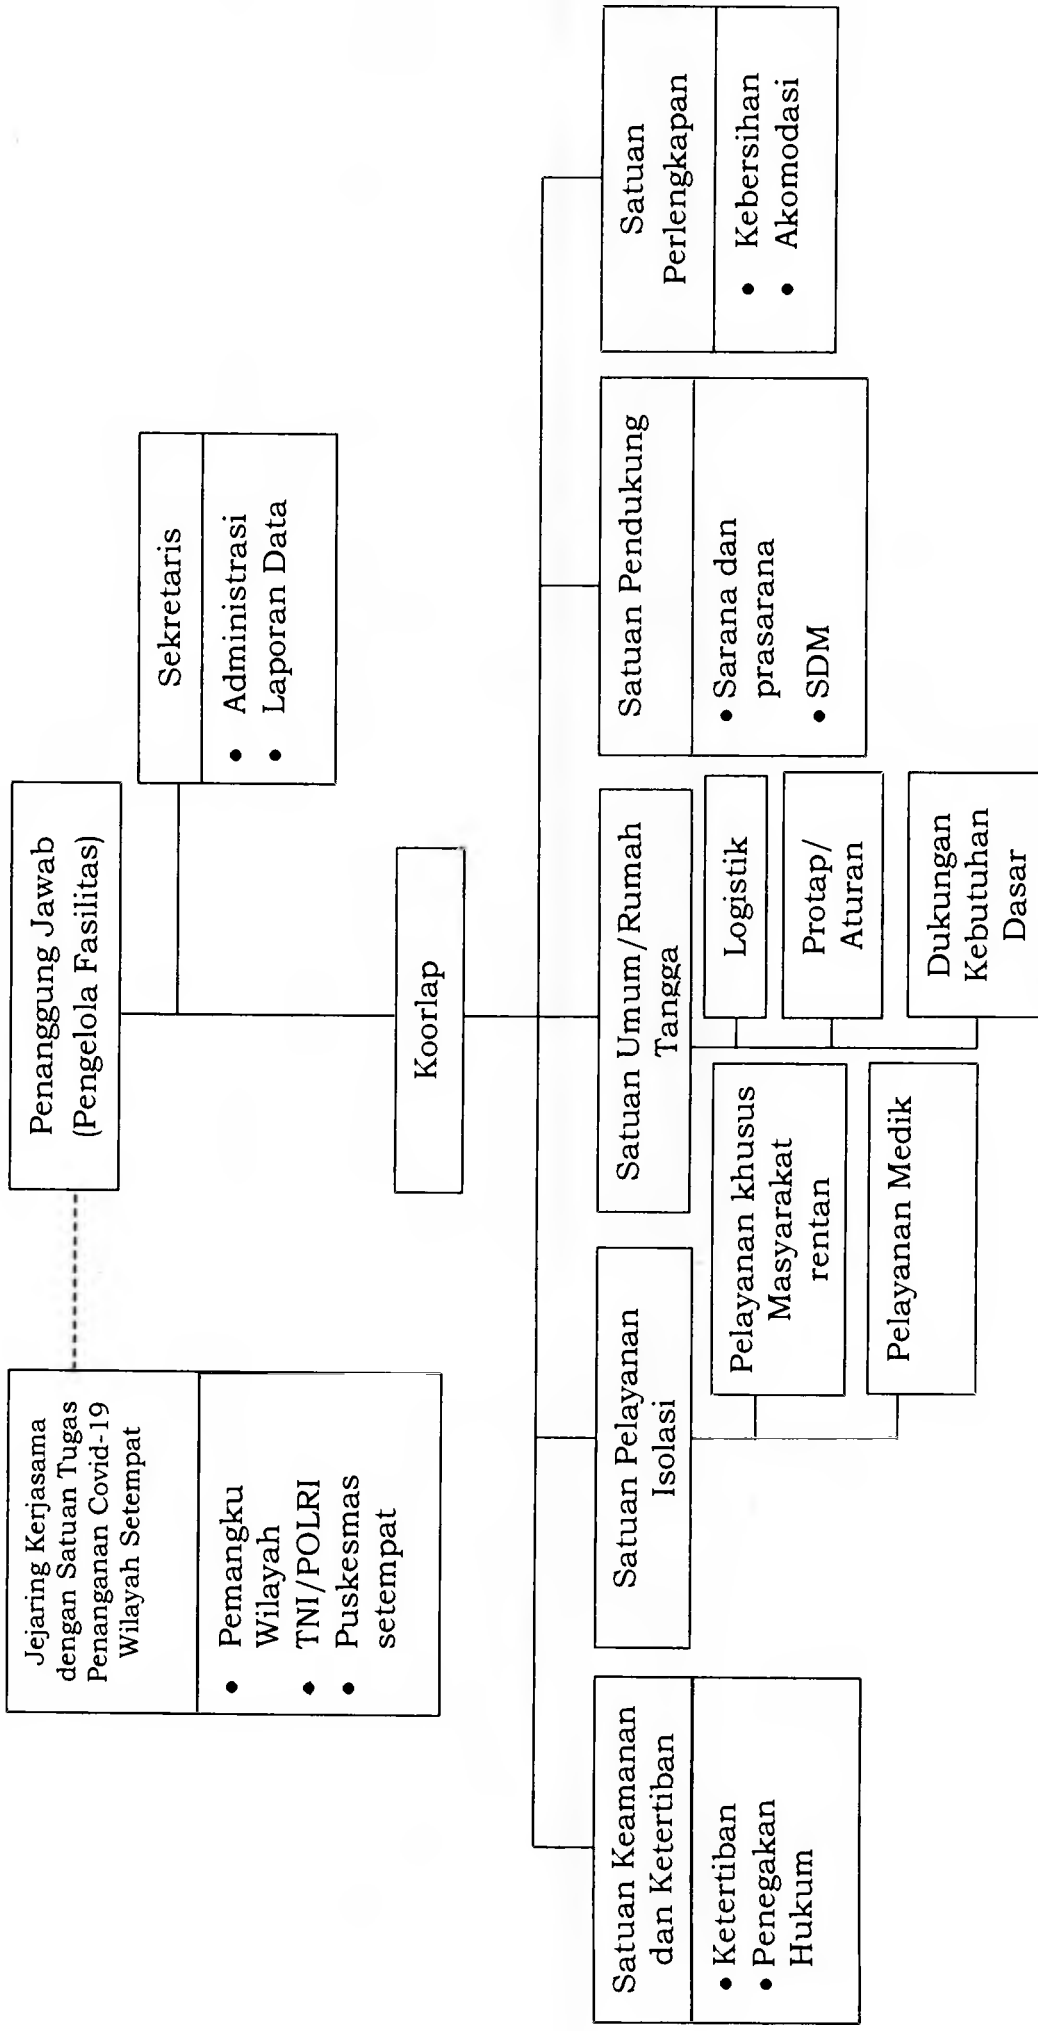 Jejaring Kerjasama
dengan Satuan Tugas
Penanganan Covid-19
Wilayah Setempat
• Pemangku
Wilayah
• TNI/POLRI
• Puskesmas
setempat
Penanggung Jawab
(Pengelola Fasilitas)
Sekretaris
• Administrasi
• Laporan Data
Koorlap
Satuan Keamanan
dan Ketertiban
• Ketertiban
• Penegakan
Hukum
Satuan Pelayanan
Isolasi
Pelayanan khusus
Masyarakat
rentan
Pelayanan Medik
Satuan Umum/Rumah
Tangga
Logistik
Protap/
Aturan
Dukungan
Kebutuhan
Dasar
Satuan Pendukung
• Sarana dan
prasarana
• SDM
Satuan
Perlengkapan
• Kebersihan
• Akomodasi